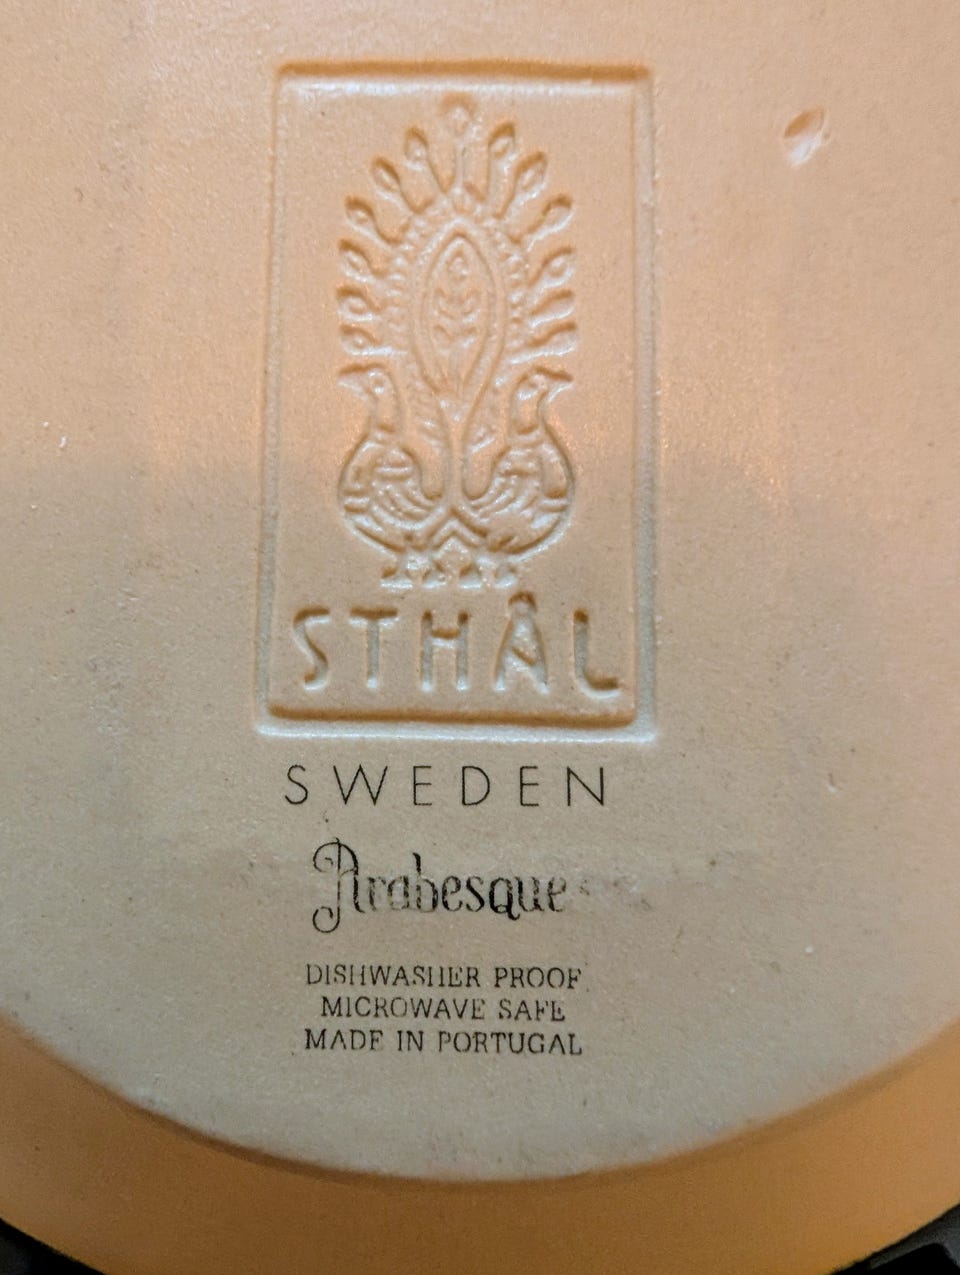 STHÅL
SWEDEN
Arabesque
DISHWASHER PROOF
MICROWAVE SAFE
MADE IN PORTUGAL